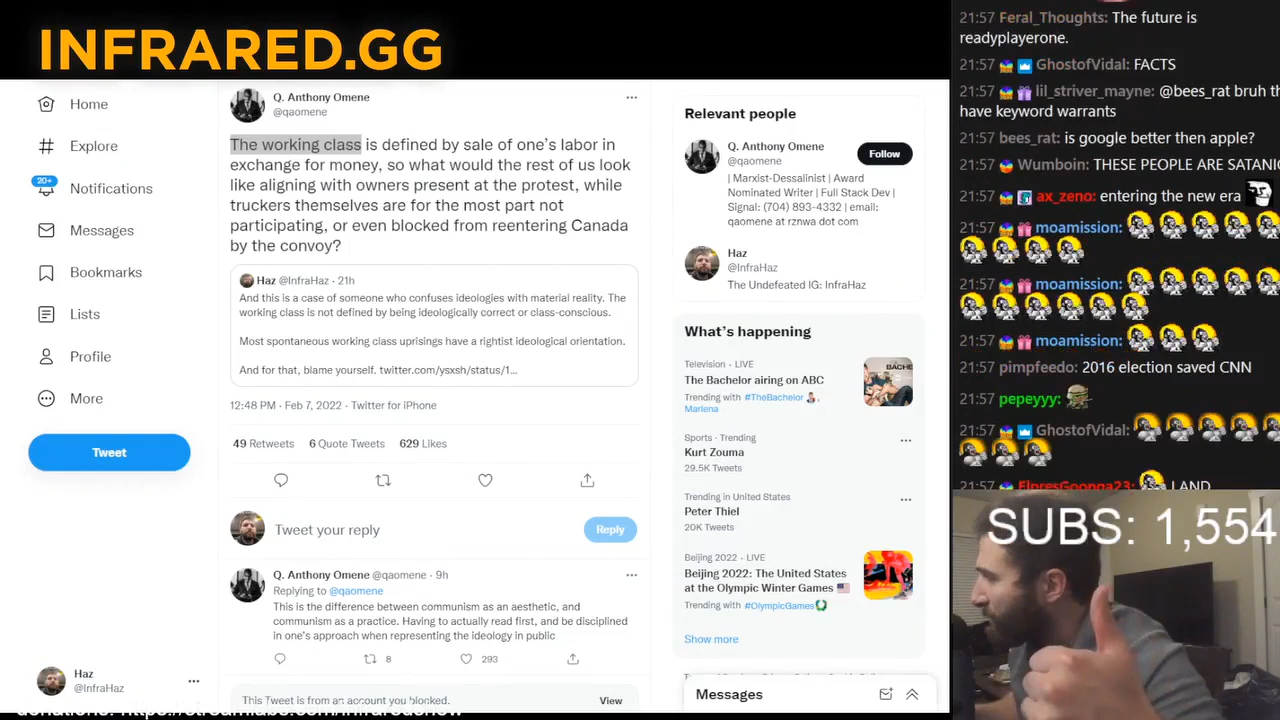 INFRARED.GG
Home
Explore
20+
Notifications
Messages
Bookmarks
Lists
Profile
More
Tweet
Haz
@InfraHaz
Q. Anthony Omene
@qaomene
The working class is defined by sale of one's labor in
exchange for money, so what would the rest of us look
like aligning with owners present at the protest, while
truckers themselves are for the most part not
participating, or even blocked from reentering Canada
by the convoy?
Haz @InfraHaz · 21h
And this is a case of someone who confuses ideologies with material reality. The
working class is not defined by being ideologically correct or class-conscious.
Most spontaneous working class uprisings have a rightist ideological orientation.
And for that, blame yourself. twitter.com/ysxsh/status/1...
12:48 PM · Feb 7, 2022 · Twitter for iPhone
49 Retweets 6 Quote Tweets 629 Likes
Tweet your reply
Reply
Q. Anthony Omene @qaomene · 9h
Replying to @qaomene
This is the difference between communism as an aesthetic, and
communism as a practice. Having to actually read first, and be disciplined
in one's approach when representing the ideology in public
8 293
This Tweet is from an account you blocked.
View
Relevant people
Q. Anthony Omene
@qaomene
Follow
| Marxist-Dessalinist | Award
Nominated Writer | Full Stack Dev |
Signal: (704) 893-4332 | email:
qaomene at rznwa dot com
Haz
@InfraHaz
The Undefeated IG: InfraHaz
What's happening
Television · LIVE
The Bachelor airing on ABC
Trending with #TheBachelor,
Marlena
Sports · Trending
Kurt Zouma
29.5K Tweets
Trending in United States
Peter Thiel
20K Tweets
Beijing 2022 · LIVE
Beijing 2022: The United States
at the Olympic Winter Games
Trending with #OlympicGames
Show more
Messages
21:57 Feral_Thoughts: The future is
readyplayerone.
21:57 GhostofVidal: FACTS
21:57 lil_striver_mayne: @bees_rat bruh th
have keyword warrants
21:57 bees_rat: is google better then apple?
21:57 Wumboin: THESE PEOPLE ARE SATANIC
21:57 ax_zeno: entering the new era
21:57 moamission:
21:57 moamission:
21:57 moamission:
21:57 pimpfeedo: 2016 election saved CNN
21:57 pepeyyy:
21:57 GhostofVidal:
21:57 ElpresGoonga23: LAND
SUBS: 1,554